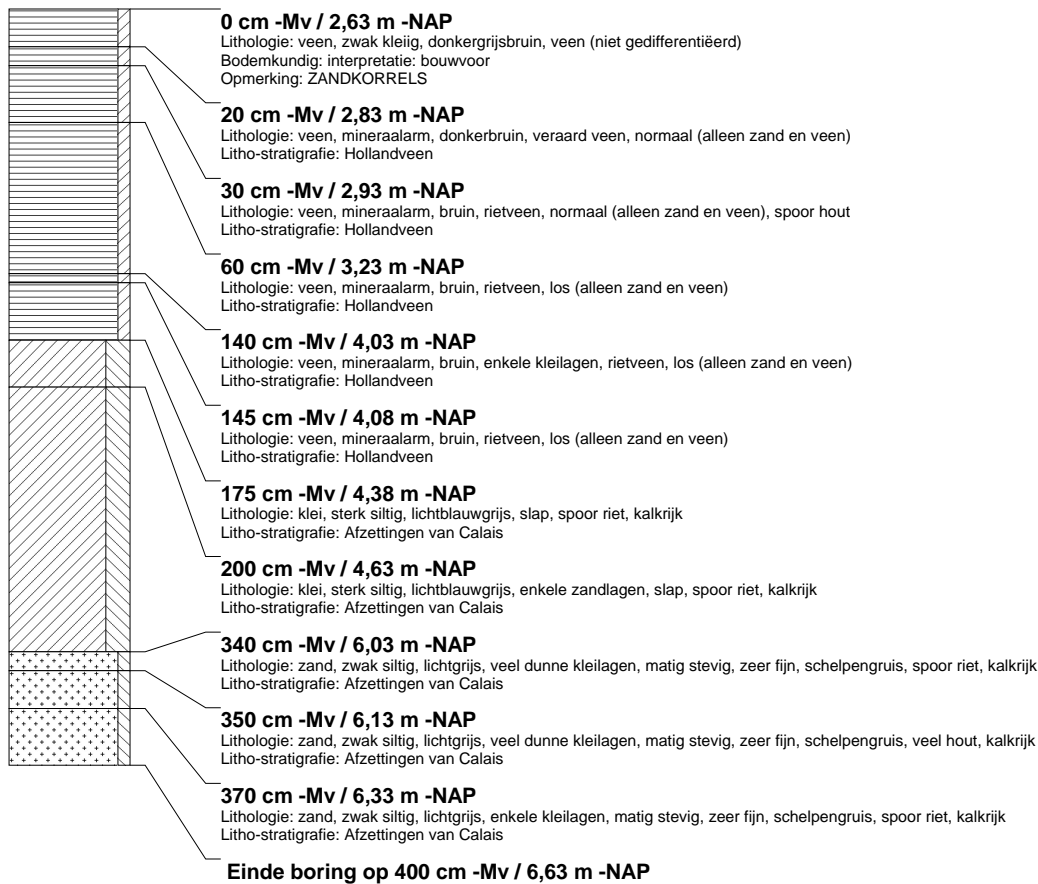 0 cm -Mv / 2,63 m -NAP
Lithologie: veen, zwak kleiig, donkergrijsbruin, veen (niet gedifferentiëerd)
Bodemkundig: interpretatie: bouwvoor
Opmerking: ZANDKORRELS
20 cm -Mv / 2,83 m -NAP
Lithologie: veen, mineraalarm, donkerbruin, veraard veen, normaal (alleen zand en veen)
Litho-stratigrafie: Hollandveen
30 cm -Mv / 2,93 m -NAP
Lithologie: veen, mineraalarm, bruin, rietveen, normaal (alleen zand en veen), spoor hout
Litho-stratigrafie: Hollandveen
60 cm -Mv / 3,23 m -NAP
Lithologie: veen, mineraalarm, bruin, rietveen, los (alleen zand en veen)
Litho-stratigrafie: Hollandveen
140 cm -Mv / 4,03 m -NAP
Lithologie: veen, mineraalarm, bruin, enkele kleilagen, rietveen, los (alleen zand en veen)
Litho-stratigrafie: Hollandveen
145 cm -Mv / 4,08 m -NAP
Lithologie: veen, mineraalarm, bruin, rietveen, los (alleen zand en veen)
Litho-stratigrafie: Hollandveen
175 cm -Mv / 4,38 m -NAP
Lithologie: klei, sterk siltig, lichtblauwgrijs, slap, spoor riet, kalkrijk
Litho-stratigrafie: Afzettingen van Calais
200 cm -Mv / 4,63 m -NAP
Lithologie: klei, sterk siltig, lichtblauwgrijs, enkele zandlagen, slap, spoor riet, kalkrijk
Litho-stratigrafie: Afzettingen van Calais
340 cm -Mv / 6,03 m -NAP
Lithologie: zand, zwak siltig, lichtgrijs, veel dunne kleilagen, matig stevig, zeer fijn, schelpengruis, spoor riet, kalkrijk
Litho-stratigrafie: Afzettingen van Calais
350 cm -Mv / 6,13 m -NAP
Lithologie: zand, zwak siltig, lichtgrijs, veel dunne kleilagen, matig stevig, zeer fijn, schelpengruis, veel hout, kalkrijk
Litho-stratigrafie: Afzettingen van Calais
370 cm -Mv / 6,33 m -NAP
Lithologie: zand, zwak siltig, lichtgrijs, enkele kleilagen, matig stevig, zeer fijn, schelpengruis, spoor riet, kalkrijk
Litho-stratigrafie: Afzettingen van Calais
Einde boring op 400 cm -Mv / 6,63 m -NAP